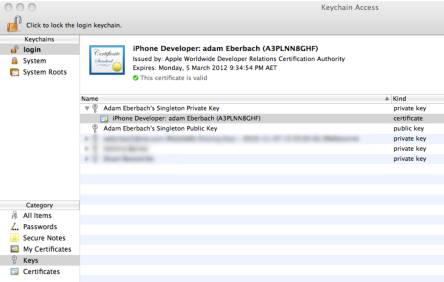 Keychain Access
Click to lock the login keychain.
Keychains
login
System
System Roots
Certificate
Standard
iPhone Developer: adam Eberbach (A3PLNN8GHF)
Issued by: Apple Worldwide Developer Relations Certification Authority
Expires: Monday, 5 March 2012 9:34:54 PM AET
This certificate is valid
Name Kind
Adam Eberbach's Singleton Private Key private key
iPhone Developer: adam Eberbach (A3PLNN8GHF) certificate
Adam Eberbach's Singleton Public Key public key
private key
private key
private key
Category
All Items
Passwords
Secure Notes
My Certificates
Keys
Certificates